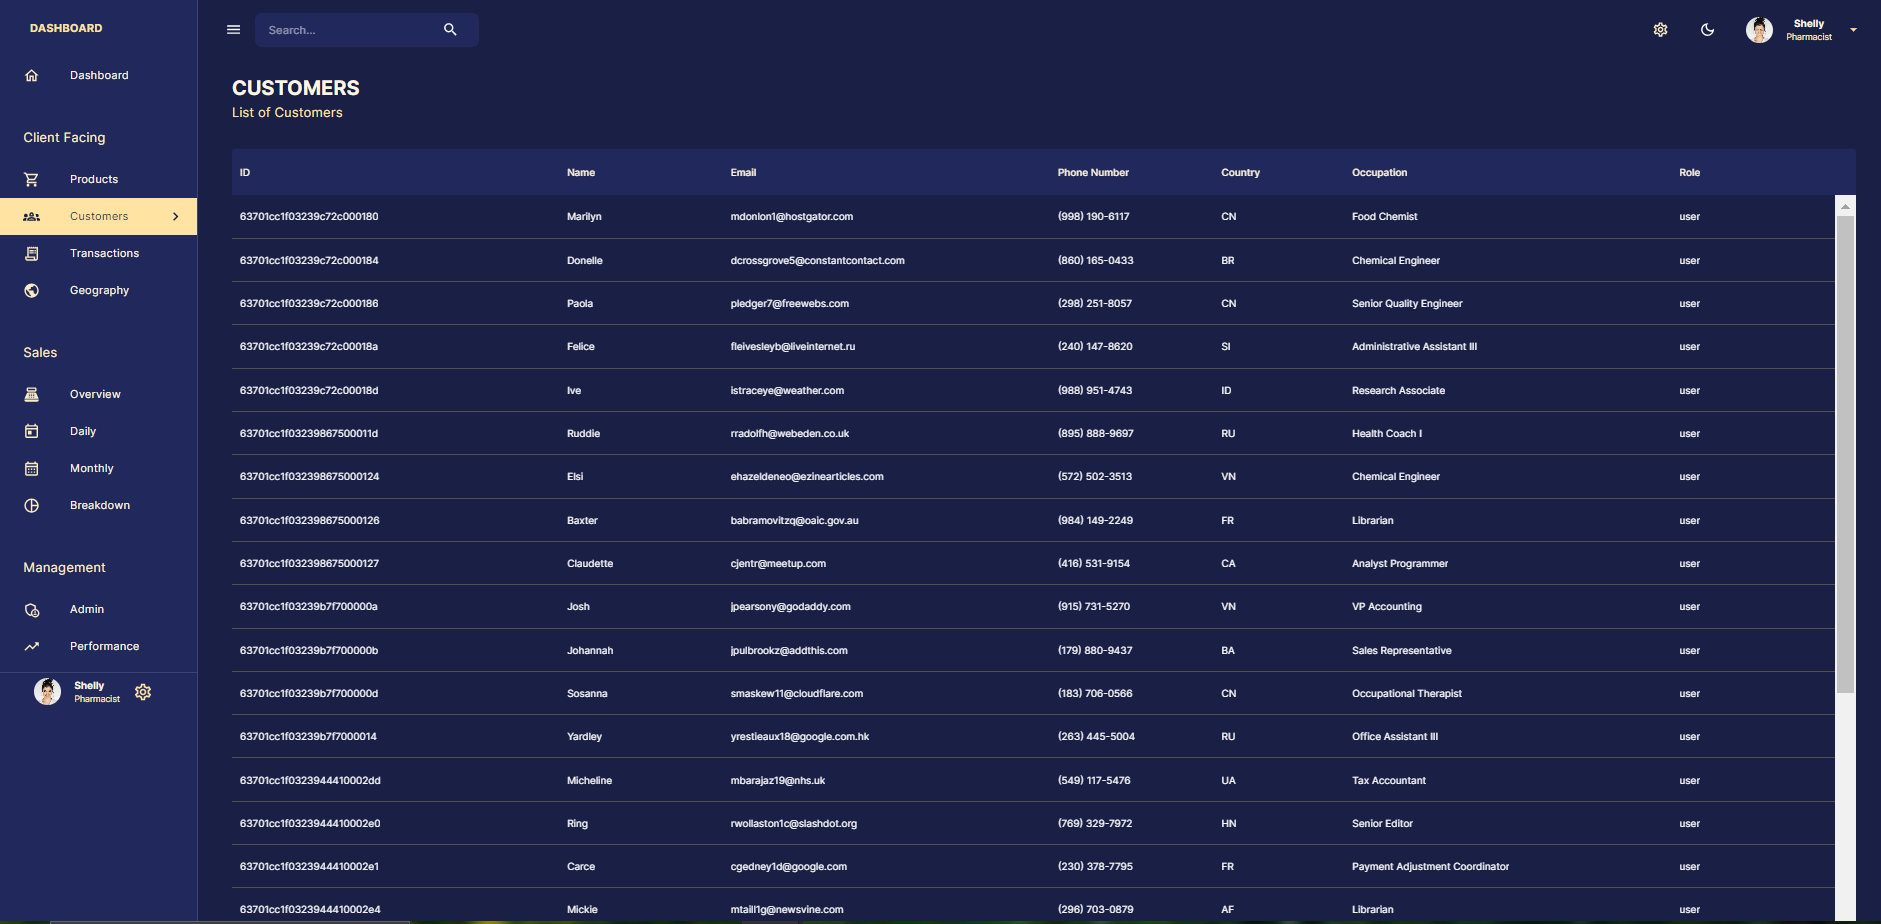 DASHBOARD
Dashboard
Client Facing
Products
Customers
Transactions
Geography
Sales
Overview
Daily
Monthly
Breakdown
Management
Admin
Performance
Shelly
Pharmacist
Search...
Shelly
Pharmacist
CUSTOMERS
List of Customers
ID Name Email Phone Number Country Occupation Role
63701cc1f03239c72c000180 Marilyn mdonlon1@hostgator.com (998) 190-6117 CN Food Chemist user
63701cc1f03239c72c000184 Donelle dcrossgrove5@constantcontact.com (860) 165-0433 BR Chemical Engineer user
63701cc1f03239c72c000186 Paola pledger7@freewebs.com (298) 251-8057 CN Senior Quality Engineer user
63701cc1f03239c72c00018a Felice fleivesleyb@liveinternet.ru (240) 147-8620 SI Administrative Assistant III user
63701cc1f03239c72c00018d Ive istraceye@weather.com (988) 951-4743 ID Research Associate user
63701cc1f03239867500011d Ruddie rradolfh@webeden.co.uk (895) 888-9697 RU Health Coach I user
63701cc1f032398675000124 Elsi ehazeldeneo@ezinearticles.com (572) 502-3513 VN Chemical Engineer user
63701cc1f032398675000126 Baxter babramovitzq@oaic.gov.au (984) 149-2249 FR Librarian user
63701cc1f032398675000127 Claudette cjentr@meetup.com (416) 531-9154 CA Analyst Programmer user
63701cc1f03239b7f700000a Josh jpearsony@godaddy.com (915) 731-5270 VN VP Accounting user
63701cc1f03239b7f700000b Johannah jpulbrookz@addthis.com (179) 880-9437 BA Sales Representative user
63701cc1f03239b7f700000d Sosanna smaskew11@cloudflare.com (183) 706-0566 CN Occupational Therapist user
63701cc1f03239b7f7000014 Yardley yrestieaux18@google.com.hk (263) 445-5004 RU Office Assistant III user
63701cc1f0323944410002dd Micheline mbarajaz19@nhs.uk (549) 117-5476 UA Tax Accountant user
63701cc1f0323944410002e0 Ring rwollaston1c@slashdot.org (769) 329-7972 HN Senior Editor user
63701cc1f0323944410002e1 Carce cgedney1d@google.com (230) 378-7795 FR Payment Adjustment Coordinator user
63701cc1f0323944410002e4 Mickie mtaill1g@newsvine.com (296) 703-0879 AF Librarian user